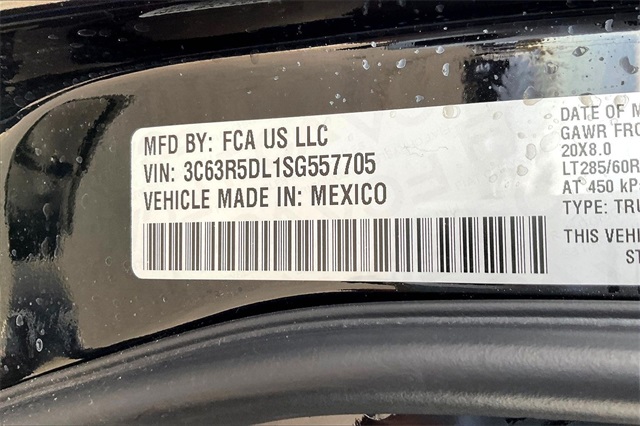 MFD BY: FCA US LLC
VIN: 3C63R5DL1SG557705
VEHICLE MADE IN: MEXICO
DATE OF M
GAWR FRO
20X8.0
LT285/60R
AT 450 kP
TYPE: TRU
THIS VEHI
ST